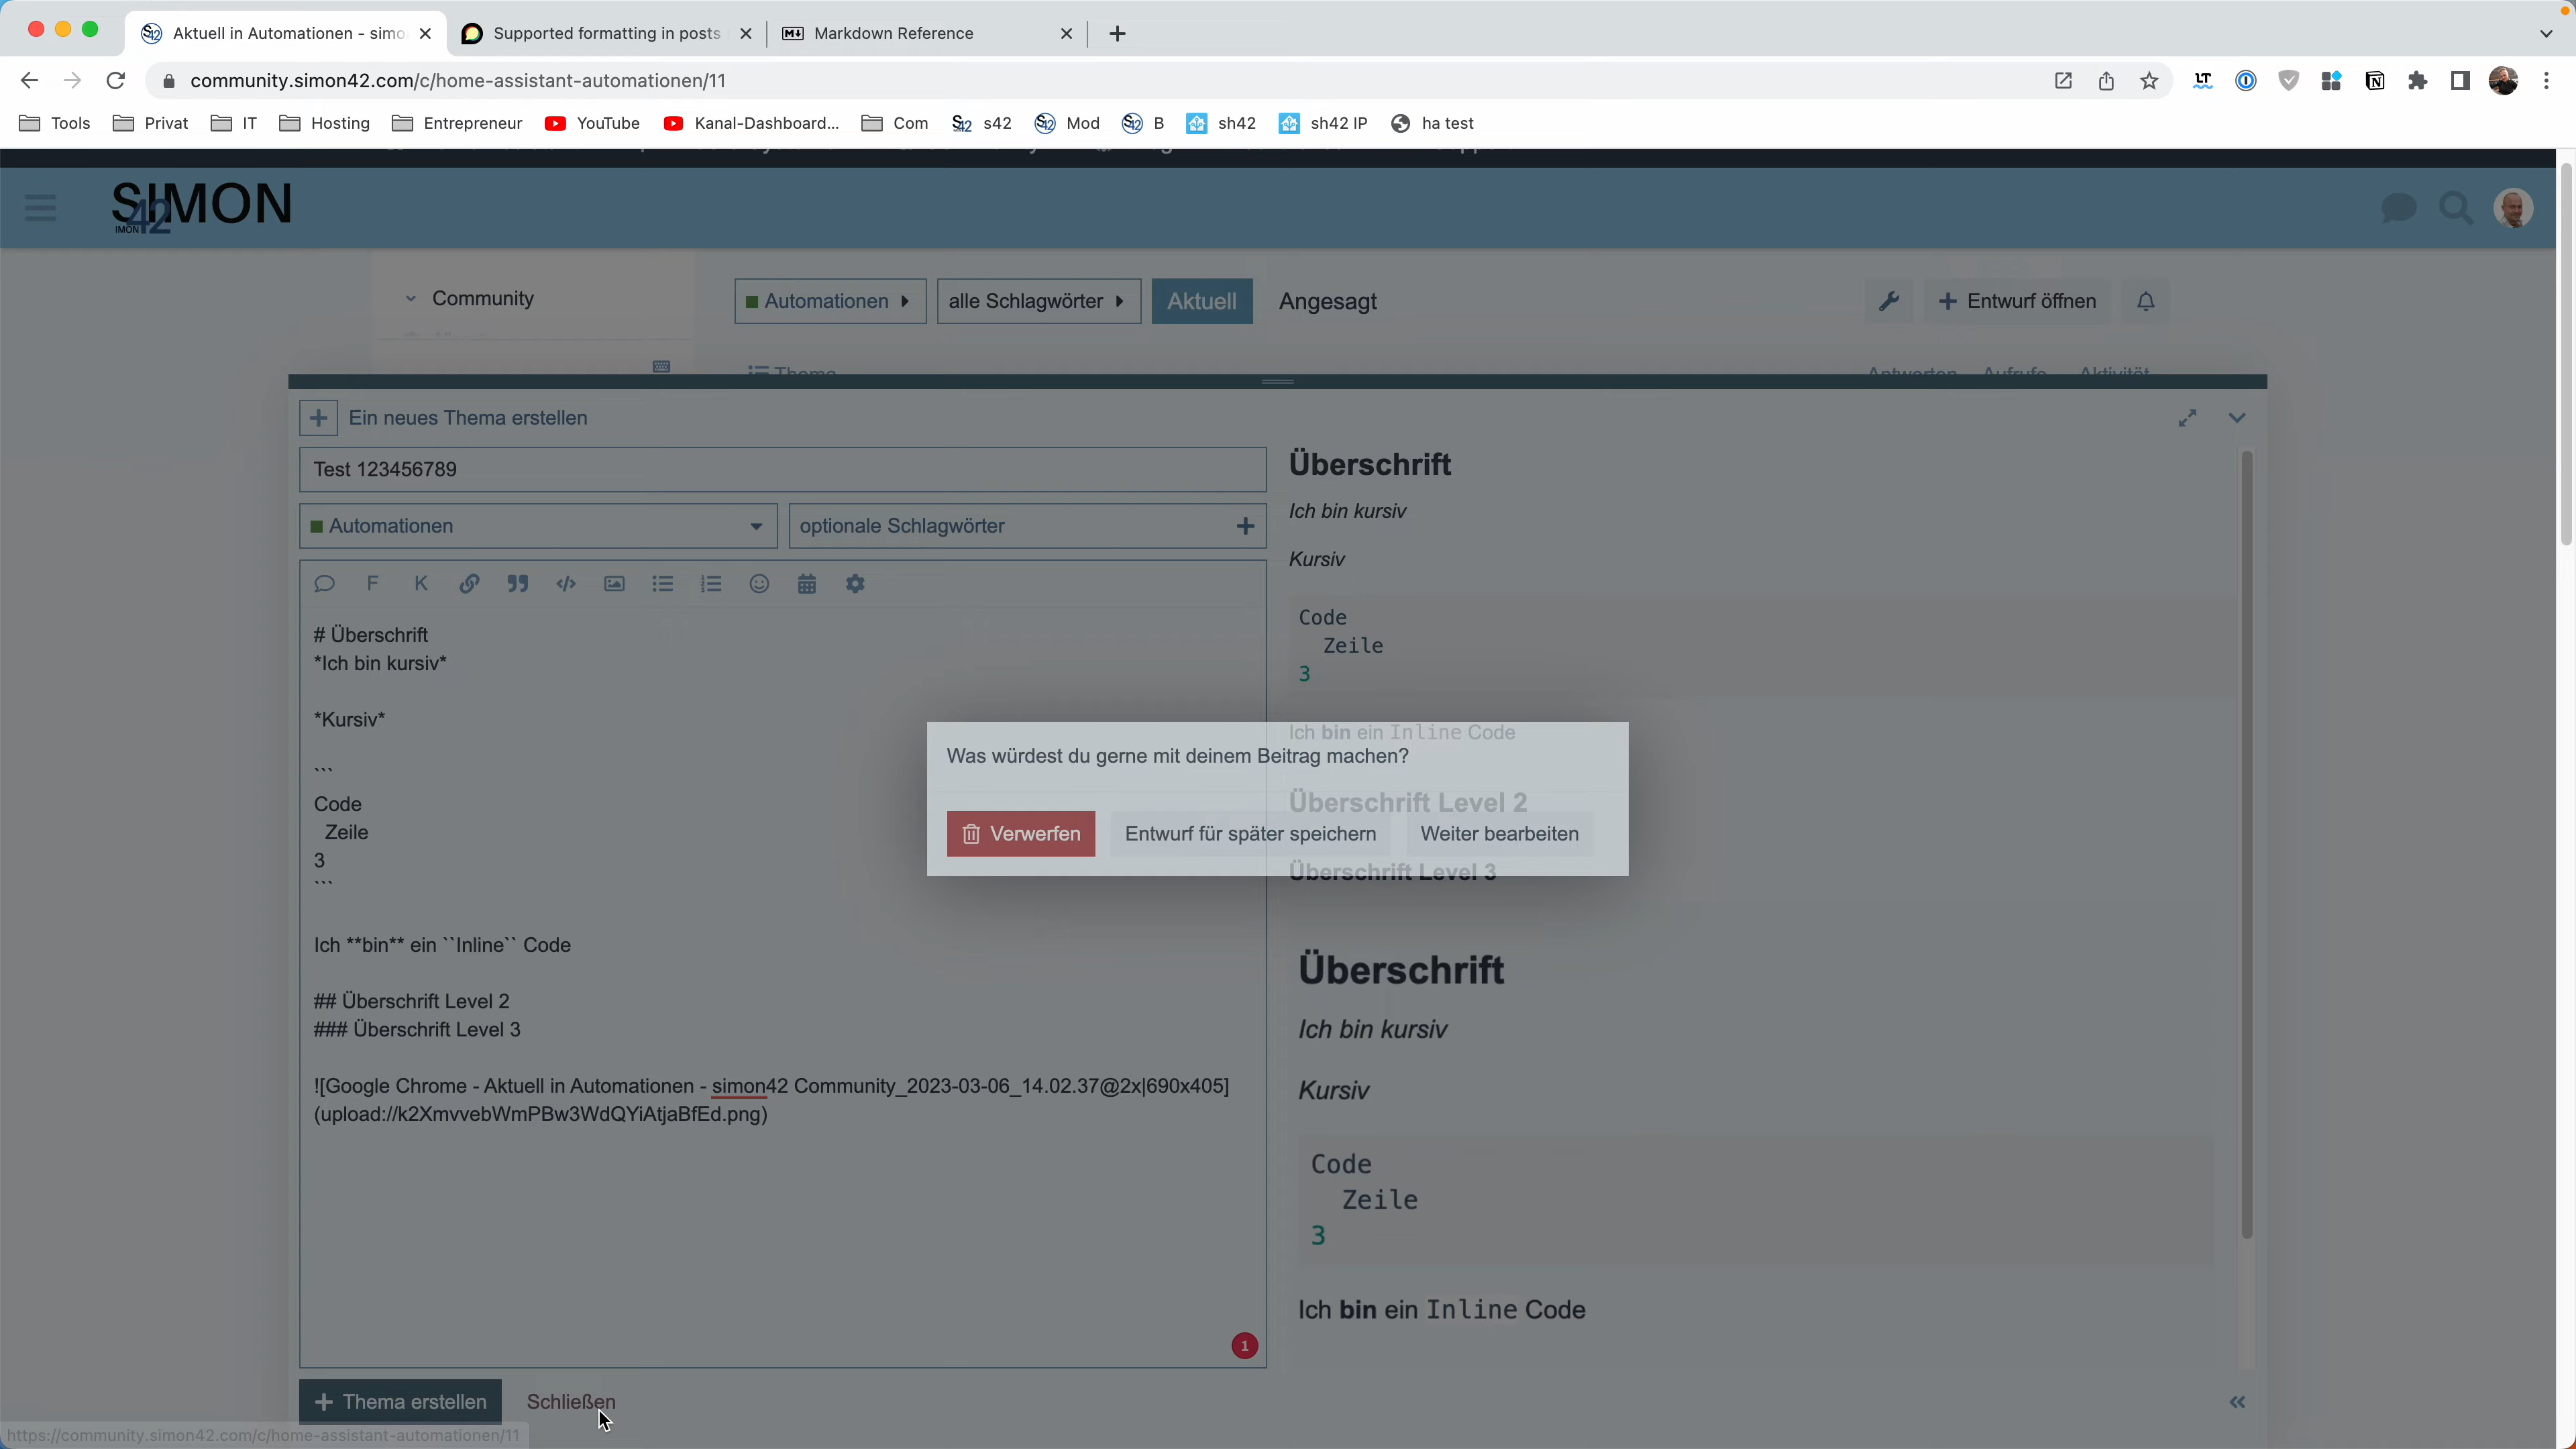 Aktuell in Automationen - simo
Supported formatting in posts
Markdown Reference
community.simon42.com/c/home-assistant-automationen/11
Tools
Privat
IT
Hosting
Entrepreneur
YouTube
Kanal-Dashboard...
Com
s42
Mod
B
sh42
sh42 IP
ha test
SIMON
42
IMON
Community
Automationen
alle Schlagwörter
Aktuell
Angesagt
+ Entwurf öffnen
Thema
Antworten Aufrufe Aktivität
Ein neues Thema erstellen
Test 123456789
Automationen
optionale Schlagwörter
F
K
# Überschrift
*Ich bin kursiv*
*Kursiv*
```
Code
Zeile
3
```
Ich **bin** ein ``Inline`` Code
## Überschrift Level 2
### Überschrift Level 3
![Google Chrome - Aktuell in Automationen - simon42 Community_2023-03-06_14.02.37@2x|690x405]
(upload://k2XmvvebWmPBw3WdQYiAtjaBfEd.png)
1
Überschrift
Ich bin kursiv
Kursiv
Code
Zeile
3
Ich bin ein Inline Code
Überschrift Level 2
Überschrift Level 3
Überschrift
Ich bin kursiv
Kursiv
Code
Zeile
3
Ich bin ein Inline Code
Was würdest du gerne mit deinem Beitrag machen?
Verwerfen
Entwurf für später speichern
Weiter bearbeiten
+ Thema erstellen
Schließen
https://community.simon42.com/c/home-assistant-automationen/11